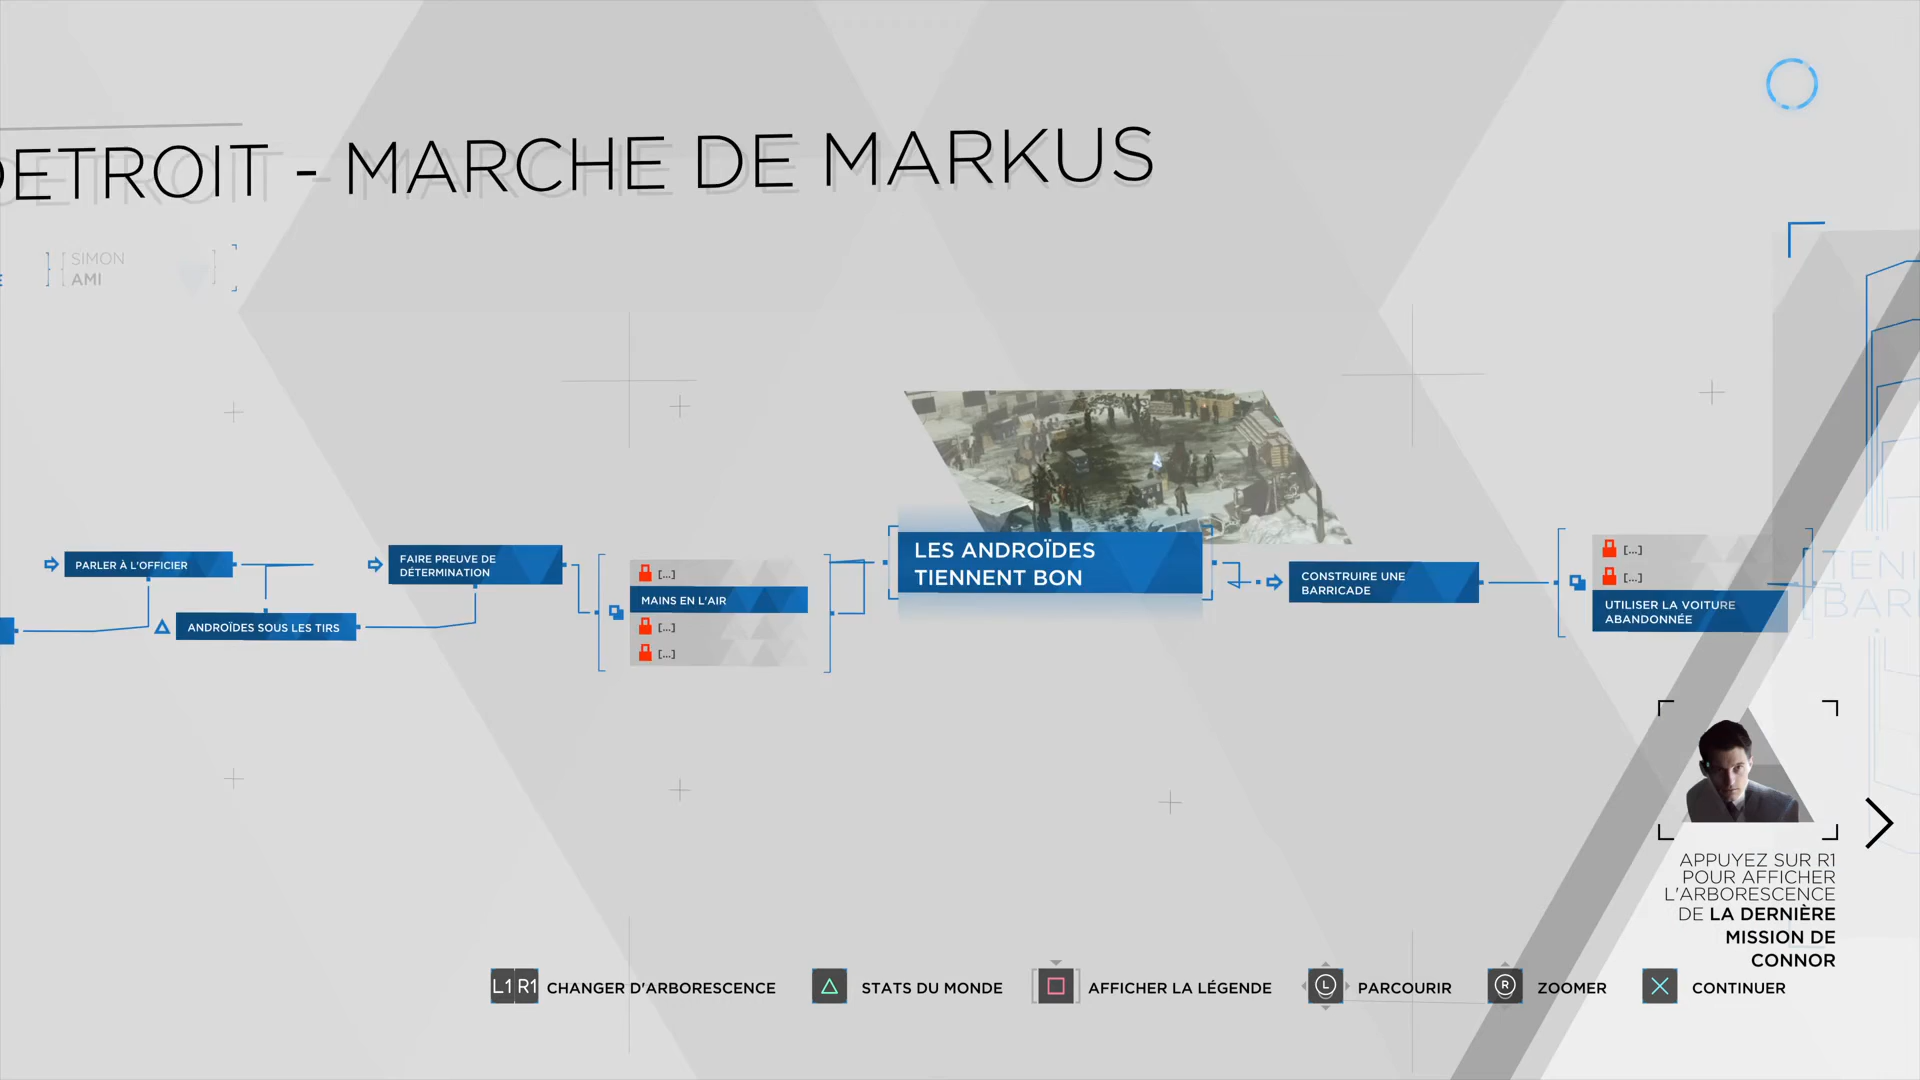 DETROIT - MARCHE DE MARKUS
SIMON
AMI
PARLER À L'OFFICIER
ANDROÏDES SOUS LES TIRS
FAIRE PREUVE DE
DÉTERMINATION
[...]
MAINS EN L'AIR
[...]
[...]
LES ANDROÏDES
TIENNENT BON
CONSTRUIRE UNE
BARRICADE
[...]
[...]
UTILISER LA VOITURE
ABANDONNÉE
APPUYEZ SUR R1
POUR AFFICHER
L'ARBORESCENCE
DE LA DERNIÈRE
MISSION DE
CONNOR
L1 R1 CHANGER D'ARBORESCENCE
STATS DU MONDE
AFFICHER LA LÉGENDE
L PARCOURIR
R ZOOMER
CONTINUER